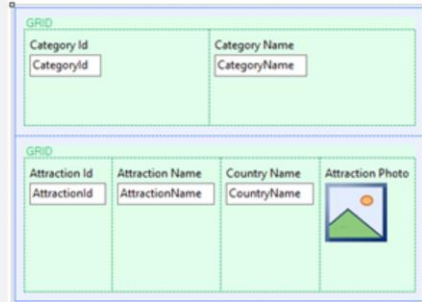 GRID
Category Id Category Name
CategoryId CategoryName
GRID
Attraction Id Attraction Name Country Name Attraction Photo
AttractionId AttractionName CountryName